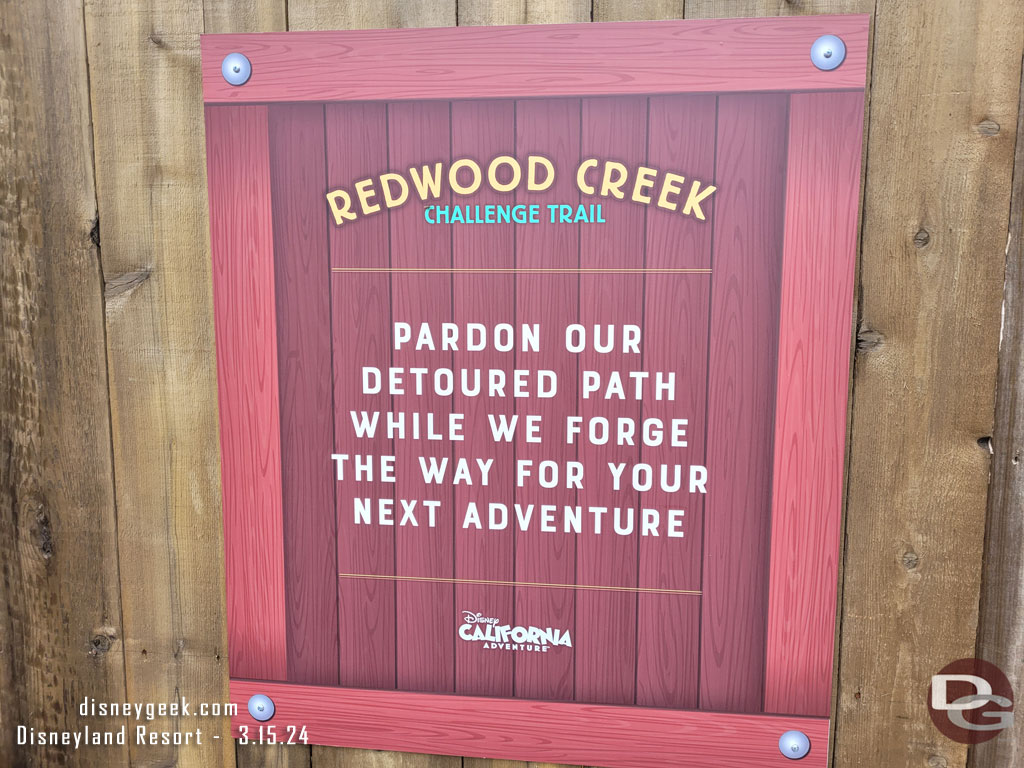 REDWOOD CREEK
CHALLENGE TRAIL
PARDON OUR
DETOURED PATH
WHILE WE FORGE
THE WAY FOR YOUR
NEXT ADVENTURE
Disney
CALIFORNIA
ADVENTURE
disneygeek.com
Disneyland Resort - 3.15.24
DG